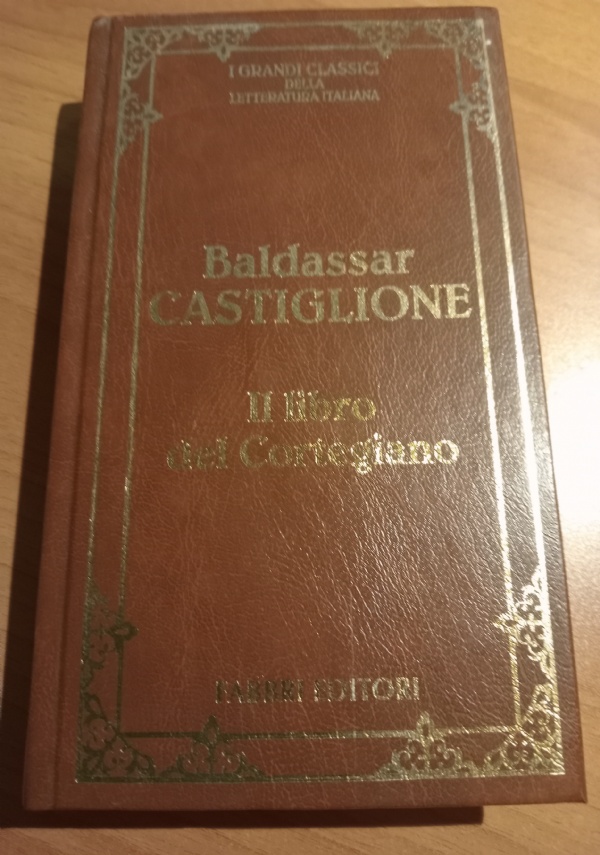 I GRANDI CLASSICI
DELLA
LETTERATURA ITALIANA
Baldassar
CASTIGLIONE
Il libro
del Cortegiano
FABBRI EDITORI